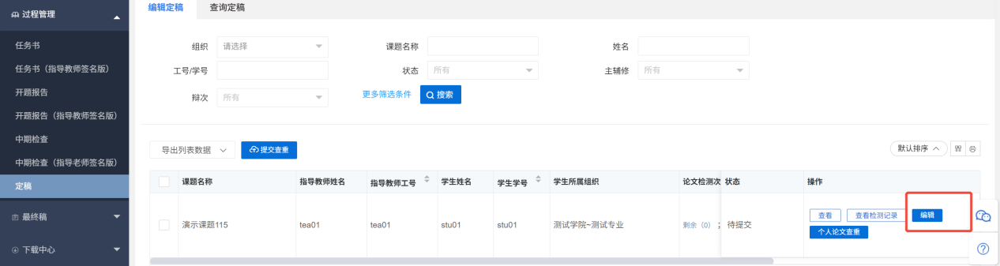 过程管理
任务书
任务书（指导教师签名版）
开题报告
开题报告（指导教师签名版）
中期检查
中期检查（指导老师签名版）
定稿
最终稿
下载中心
编辑定稿 查询定稿
组织 请选择 课题名称 姓名
工号/学号 状态 所有 主辅修 所有
辩次 所有 更多筛选条件 搜索
导出列表数据 提交查重 默认排序
课题名称 指导教师姓名 指导教师工号 学生姓名 学生学号 学生所属组织 论文检测次 状态 操作
演示课题115 tea01 tea01 stu01 stu01 测试学院~测试专业 剩余（0）； 待提交 查看 查看检测记录 编辑
个人论文查重